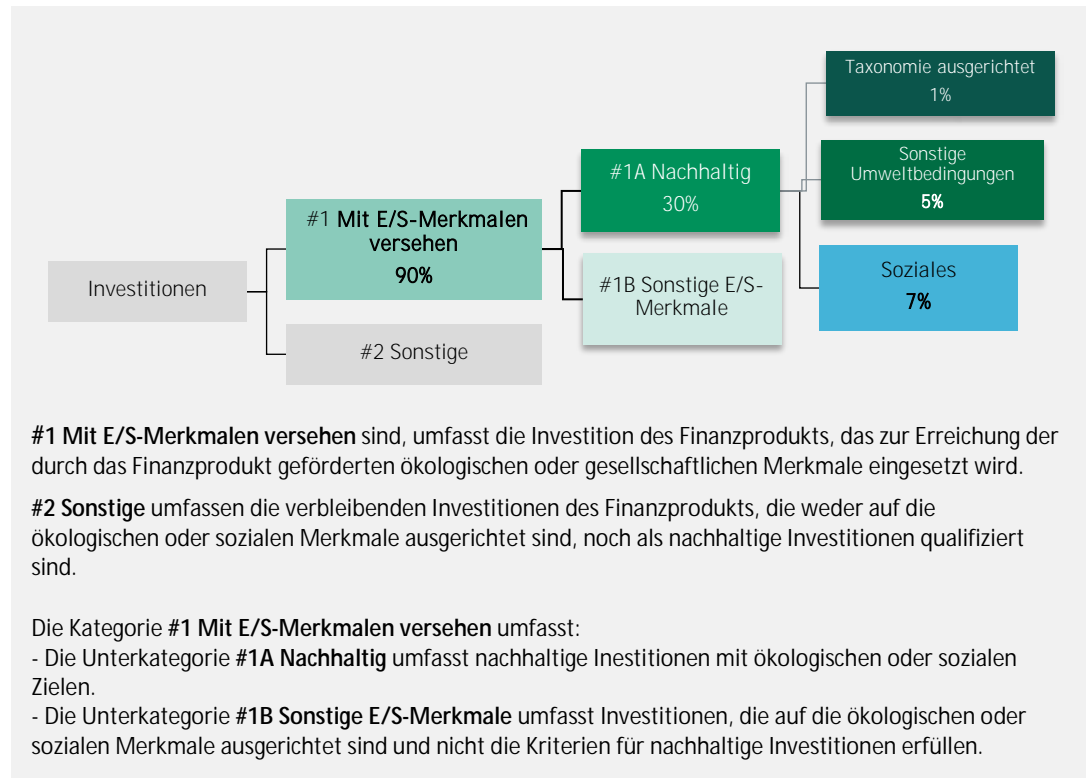 Taxonomie ausgerichtet
1%
Sonstige
Umweltbedingungen
5%
#1A Nachhaltig
30%
#1 Mit E/S-Merkmalen
versehen
90%
Soziales
7%
#1B Sonstige E/S-
Merkmale
Investitionen
#2 Sonstige
#1 Mit E/S-Merkmalen versehen sind, umfasst die Investition des Finanzprodukts, das zur Erreichung der
durch das Finanzprodukt geförderten ökologischen oder gesellschaftlichen Merkmale eingesetzt wird.
#2 Sonstige umfassen die verbleibenden Investitionen des Finanzprodukts, die weder auf die
ökologischen oder sozialen Merkmale ausgerichtet sind, noch als nachhaltige Investitionen qualifiziert
sind.
Die Kategorie #1 Mit E/S-Merkmalen versehen umfasst:
- Die Unterkategorie #1A Nachhaltig umfasst nachhaltige Inestitionen mit ökologischen oder sozialen
Zielen.
- Die Unterkategorie #1B Sonstige E/S-Merkmale umfasst Investitionen, die auf die ökologischen oder
sozialen Merkmale ausgerichtet sind und nicht die Kriterien für nachhaltige Investitionen erfüllen.